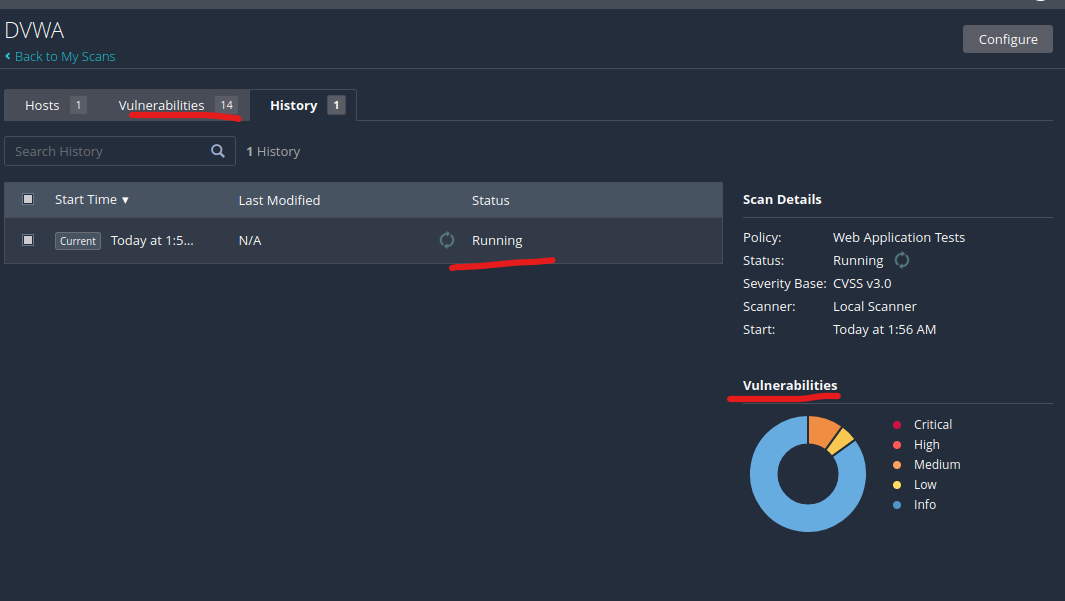 DVWA
Back to My Scans
Configure
Hosts 1 Vulnerabilities 14 History 1
Search History 1 History
Start Time Last Modified Status
Current Today at 1:5... N/A Running
Scan Details
Policy: Web Application Tests
Status: Running
Severity Base: CVSS v3.0
Scanner: Local Scanner
Start: Today at 1:56 AM
Vulnerabilities
Critical
High
Medium
Low
Info